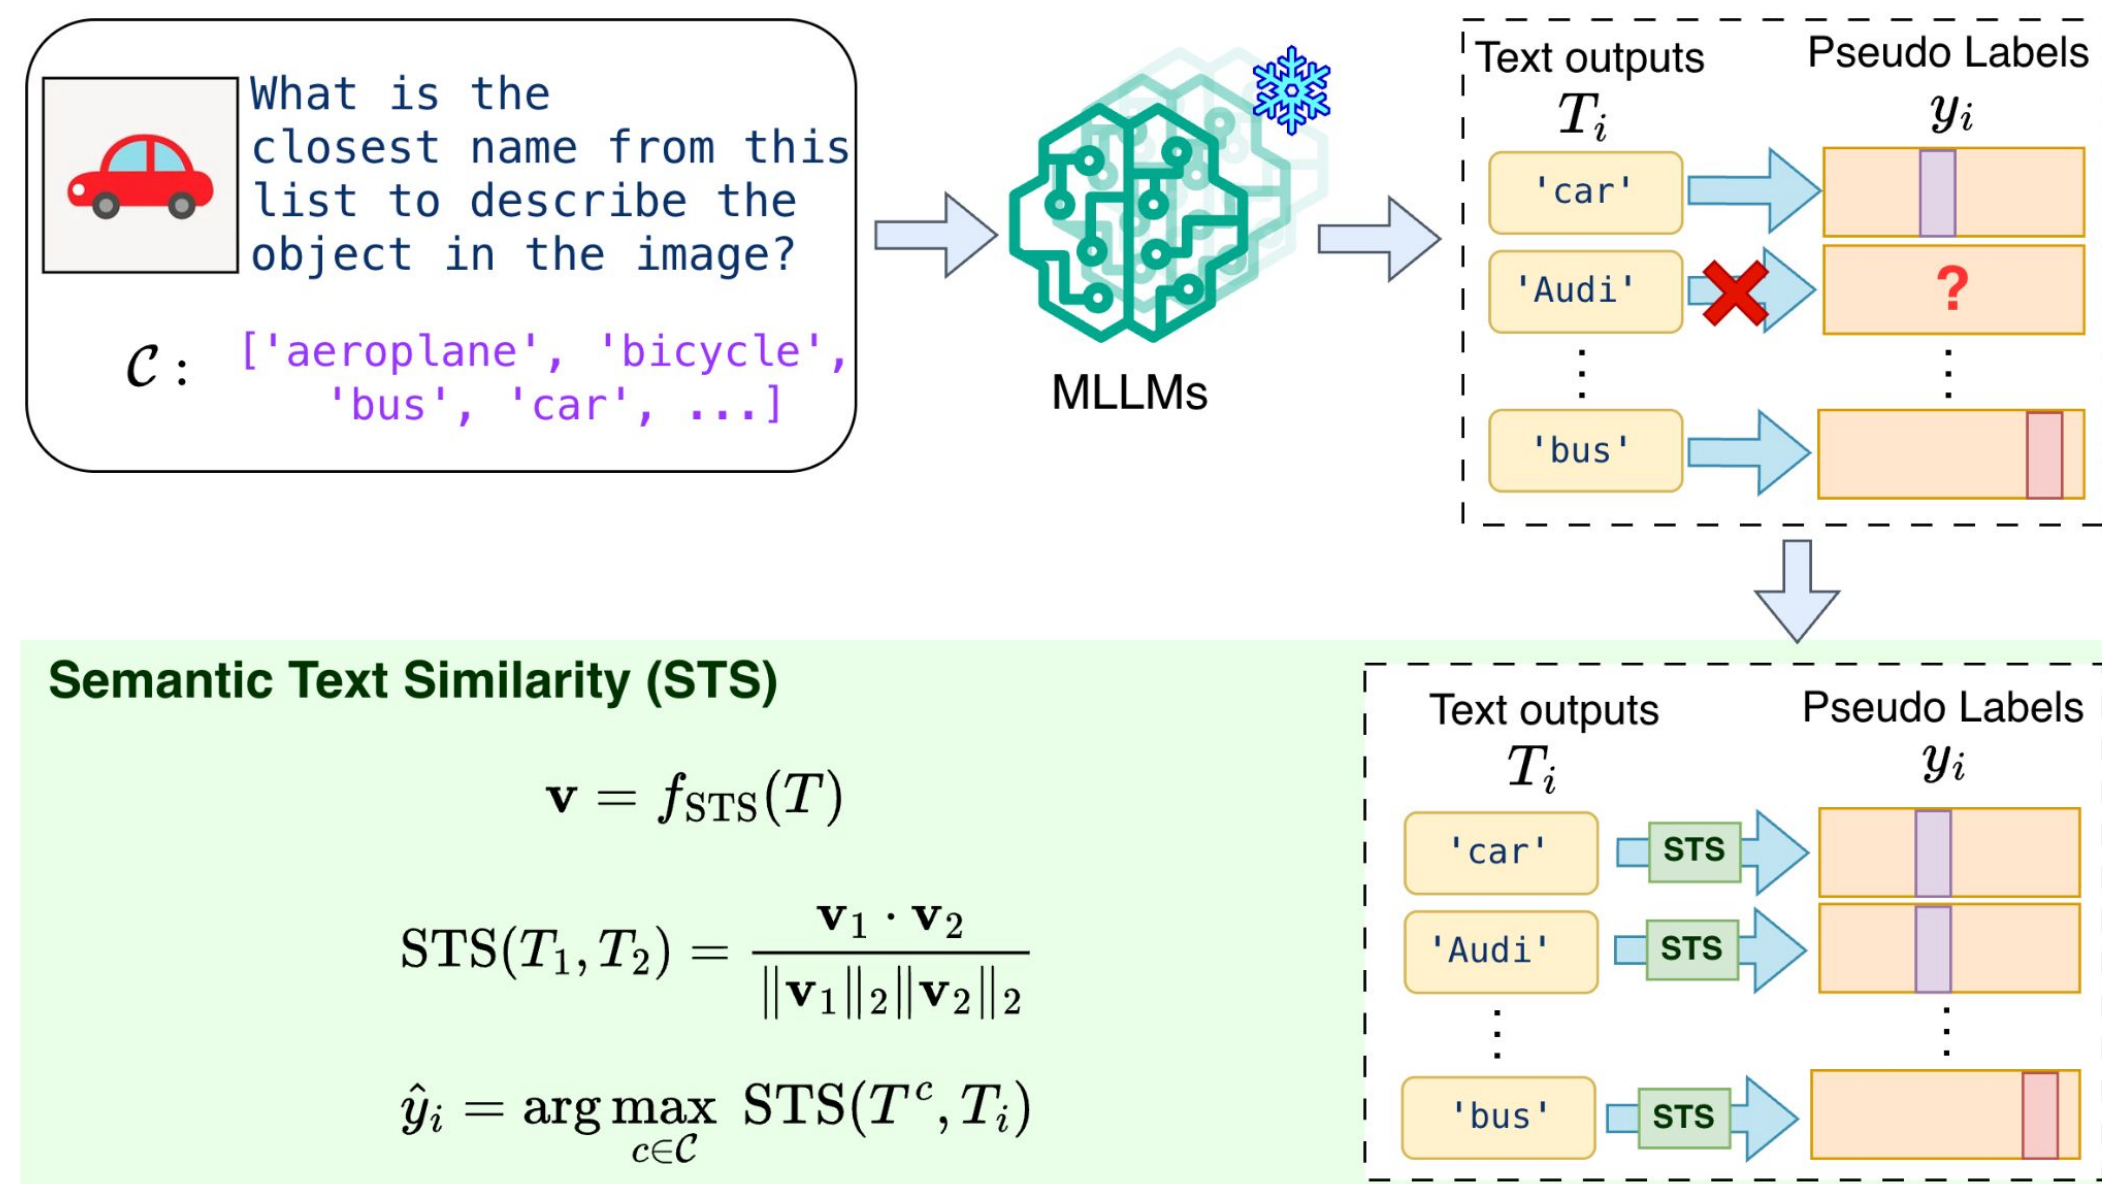 What is the
closest name from this
list to describe the
object in the image?
𝒞 : ['aeroplane', 'bicycle',
'bus', 'car', ...]
MLLMs
Text outputs Pseudo Labels
Tᵢ yᵢ
'car'
'Audi' ?
⋮ ⋮
'bus'
Semantic Text Similarity (STS)
v = f_STS(T)
STS(T₁, T₂) = v₁ · v₂ / ‖v₁‖₂‖v₂‖₂
ŷᵢ = arg max_{c∈𝒞} STS(Tᶜ, Tᵢ)
Text outputs Pseudo Labels
Tᵢ yᵢ
'car' STS
'Audi' STS
⋮ ⋮
'bus' STS